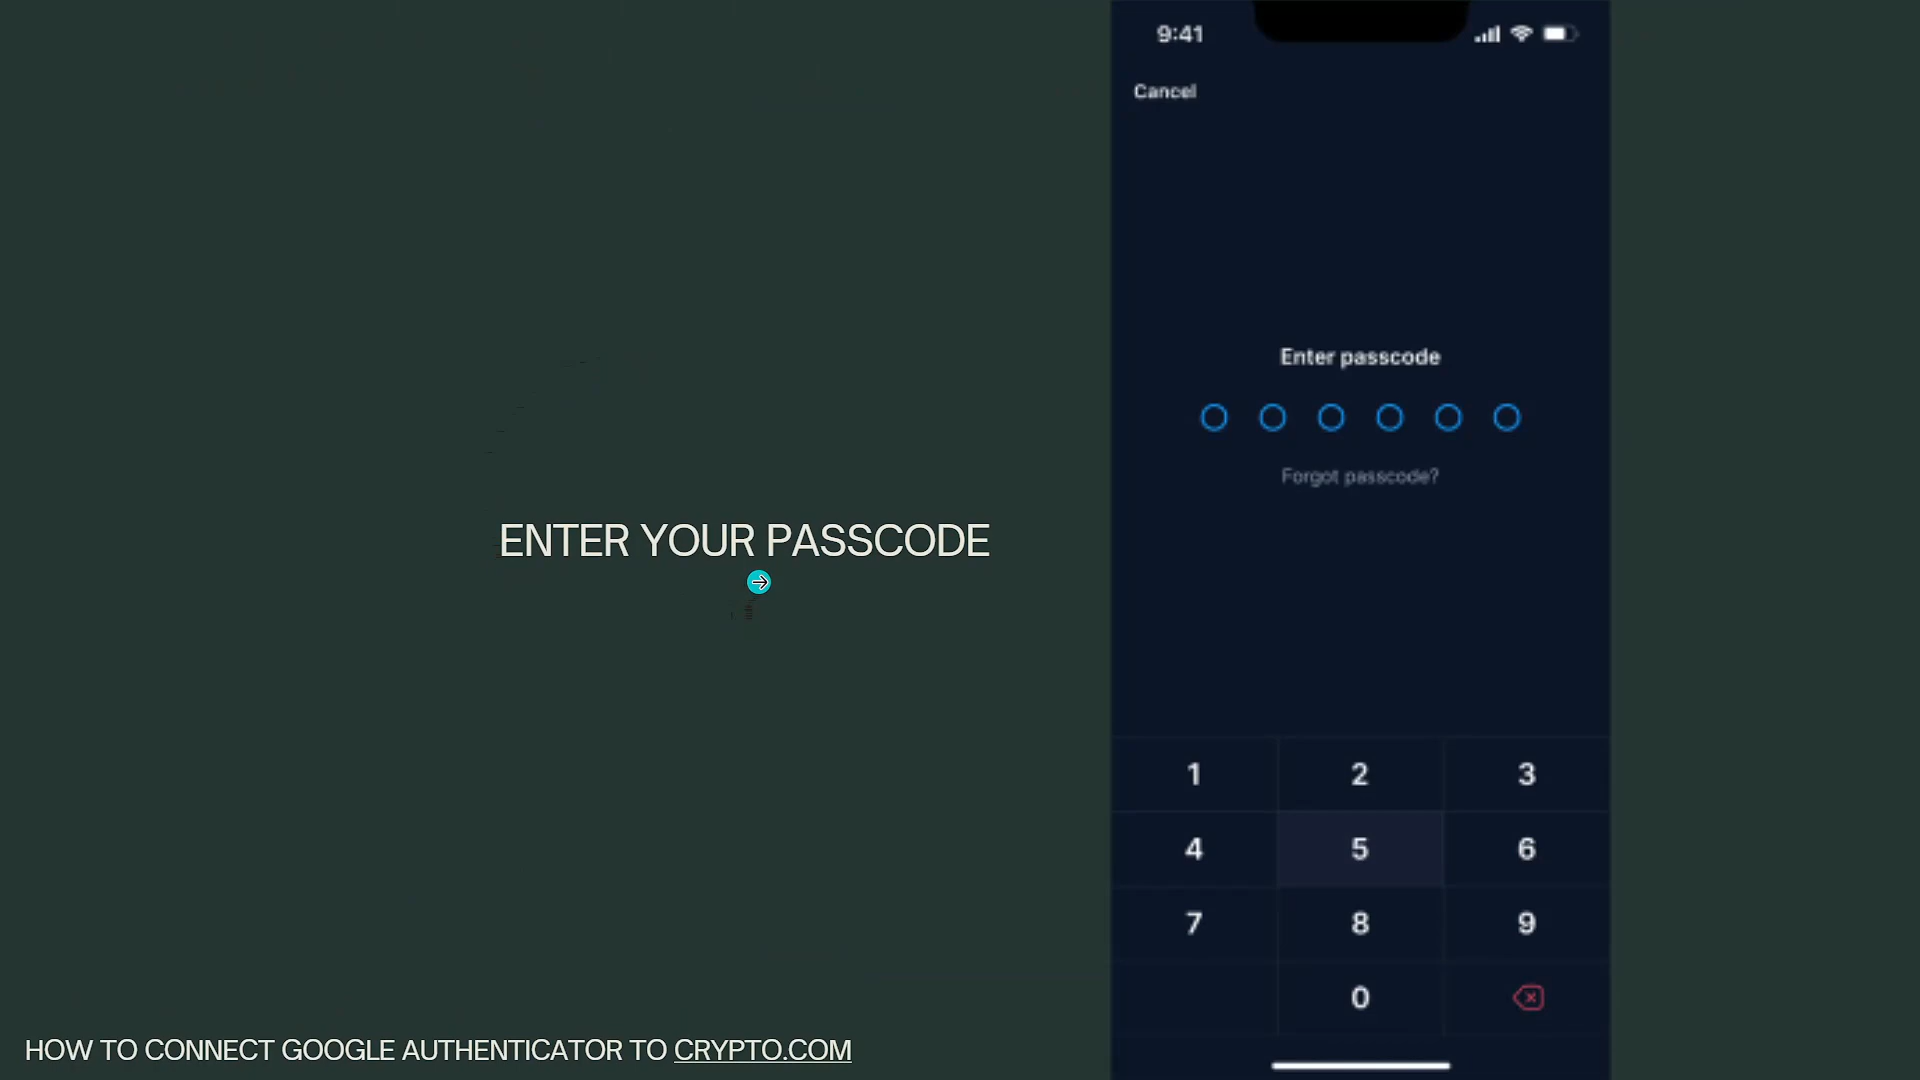 9:41
Cancel
Enter passcode
Forgot passcode?
ENTER YOUR PASSCODE
1 2 3
4 5 6
7 8 9
0
HOW TO CONNECT GOOGLE AUTHENTICATOR TO CRYPTO.COM